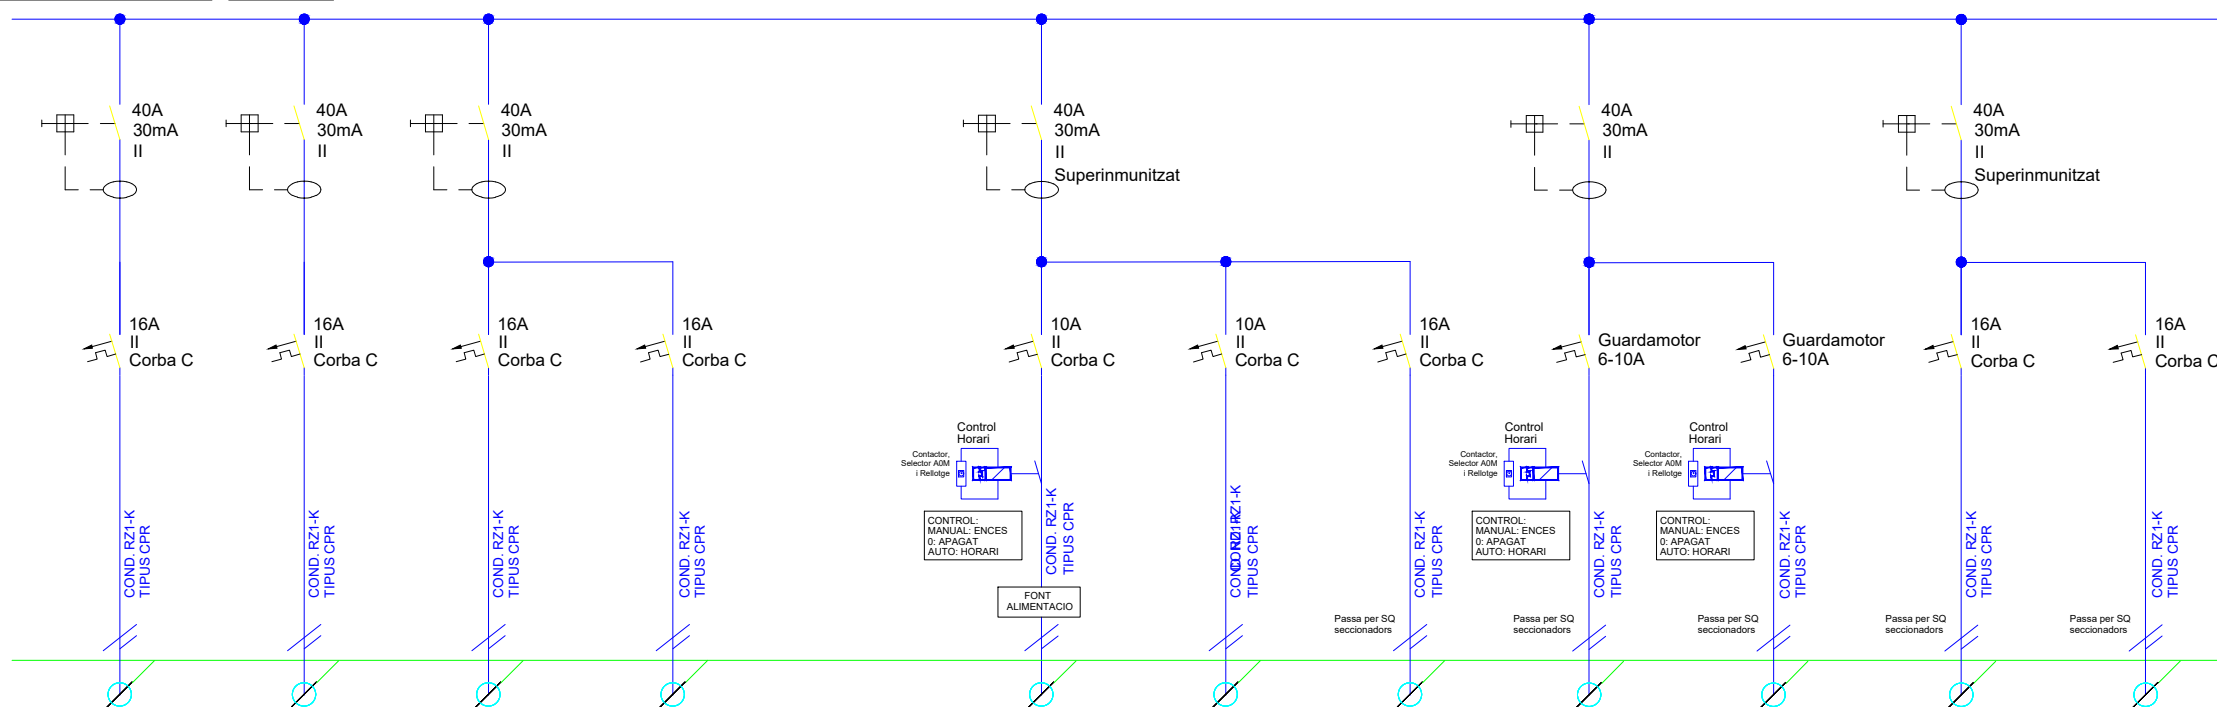 40A
30mA
II
40A
30mA
II
40A
30mA
II
40A
30mA
II
Superinmunitzat
40A
30mA
II
40A
30mA
II
Superinmunitzat
16A
II
Corba C
16A
II
Corba C
16A
II
Corba C
16A
II
Corba C
10A
II
Corba C
10A
II
Corba C
16A
II
Corba C
Guardamotor
6-10A
Guardamotor
6-10A
16A
II
Corba C
16A
II
Corba C
Control
Horari
Contactor,
Selector A0M
i Rellotge
Control
Horari
Contactor,
Selector A0M
i Rellotge
Control
Horari
Contactor,
Selector A0M
i Rellotge
CONTROL:
MANUAL: ENCES
0: APAGAT
AUTO: HORARI
CONTROL:
MANUAL: ENCES
0: APAGAT
AUTO: HORARI
CONTROL:
MANUAL: ENCES
0: APAGAT
AUTO: HORARI
COND. RZ1-K
TIPUS CPR
COND. RZ1-K
TIPUS CPR
COND. RZ1-K
TIPUS CPR
COND. RZ1-K
TIPUS CPR
COND. RZ1-K
TIPUS CPR
COND. RZ1-K
COND. RZ1-K
COND. RZ1-K
TIPUS CPR
COND. RZ1-K
TIPUS CPR
COND. RZ1-K
TIPUS CPR
COND. RZ1-K
TIPUS CPR
COND. RZ1-K
TIPUS CPR
FONT
ALIMENTACIO
Passa per SQ
seccionadors
Passa per SQ
seccionadors
Passa per SQ
seccionadors
Passa per SQ
seccionadors
Passa per SQ
seccionadors